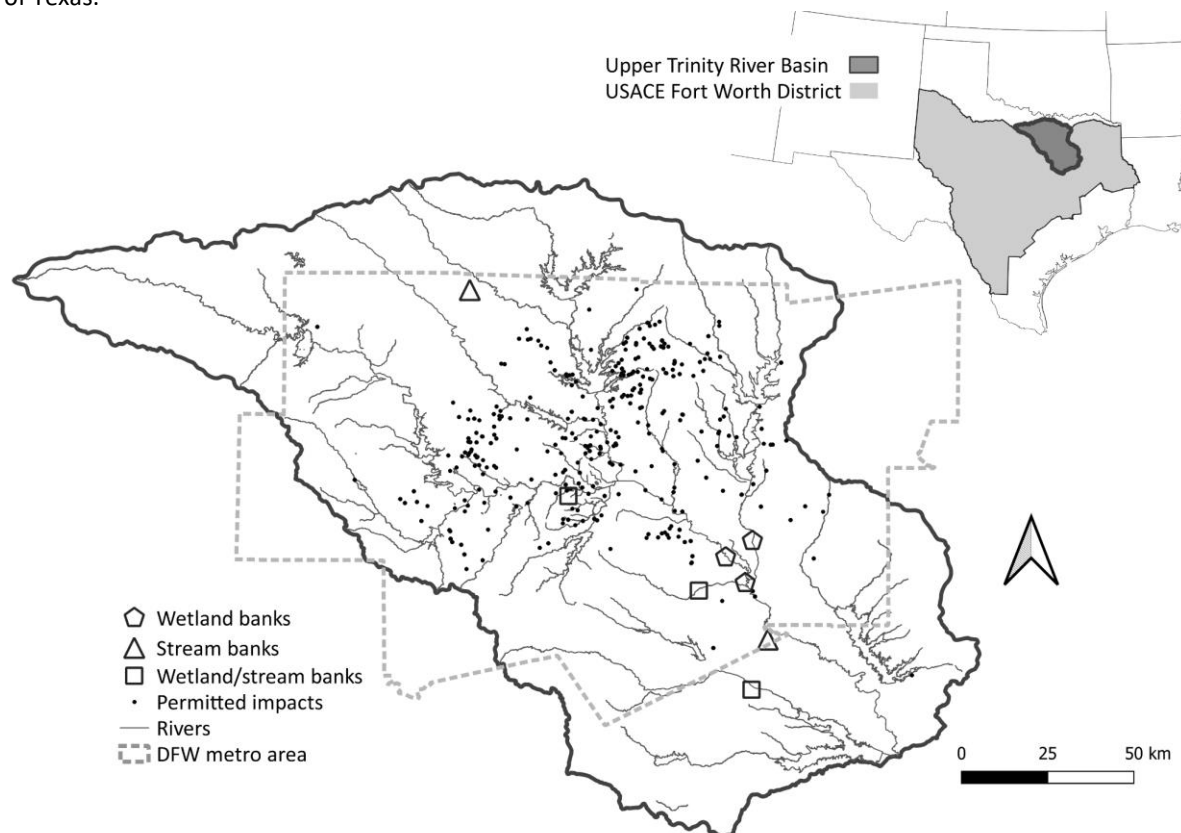 of Texas.
Upper Trinity River Basin
USACE Fort Worth District
Wetland banks
Stream banks
Wetland/stream banks
Permitted impacts
Rivers
DFW metro area
0 25 50 km